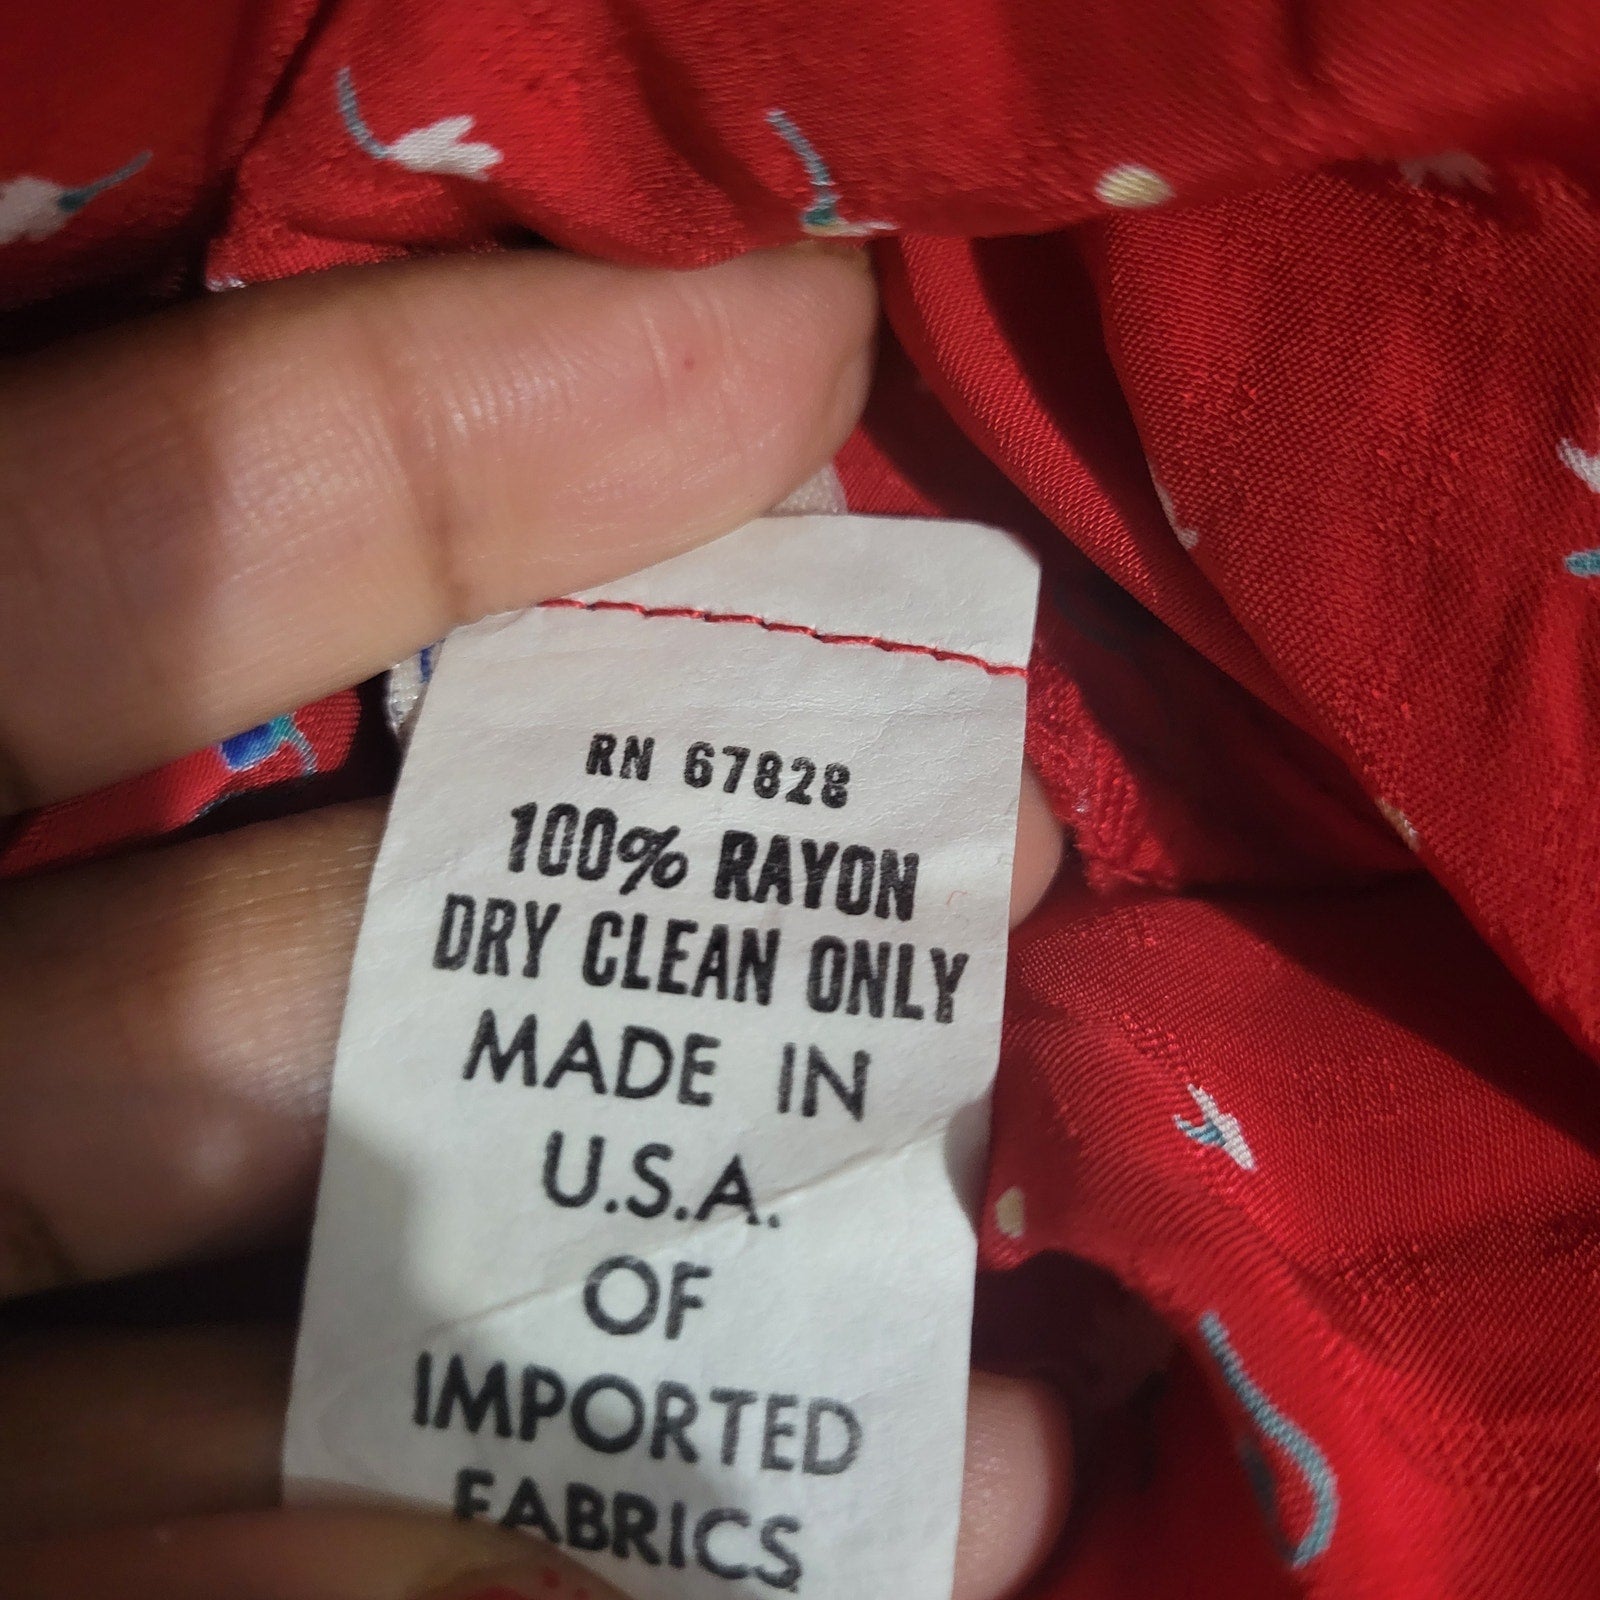 RN 67828
100% RAYON
DRY CLEAN ONLY
MADE IN
U.S.A.
OF
IMPORTED
FABRICS